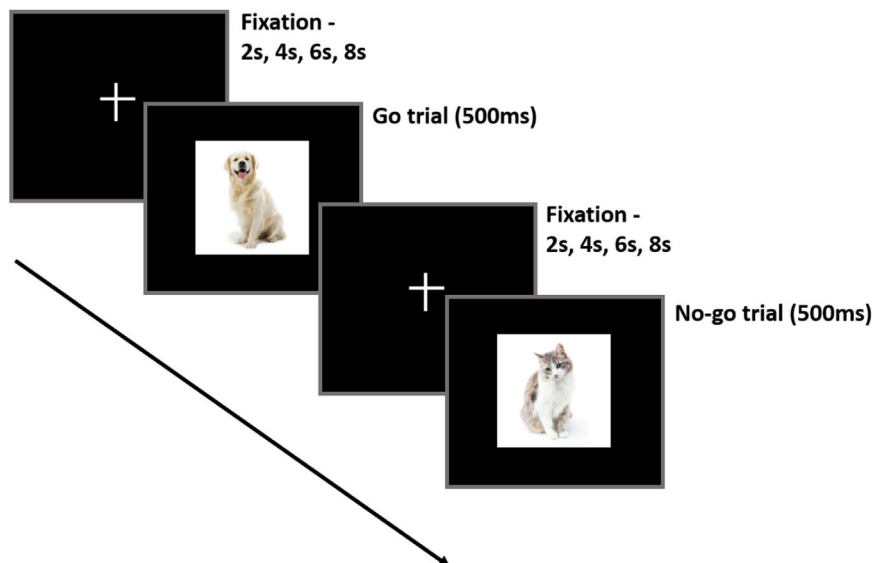 Fixation -
2s, 4s, 6s, 8s
Go trial (500ms)
Fixation -
2s, 4s, 6s, 8s
No-go trial (500ms)